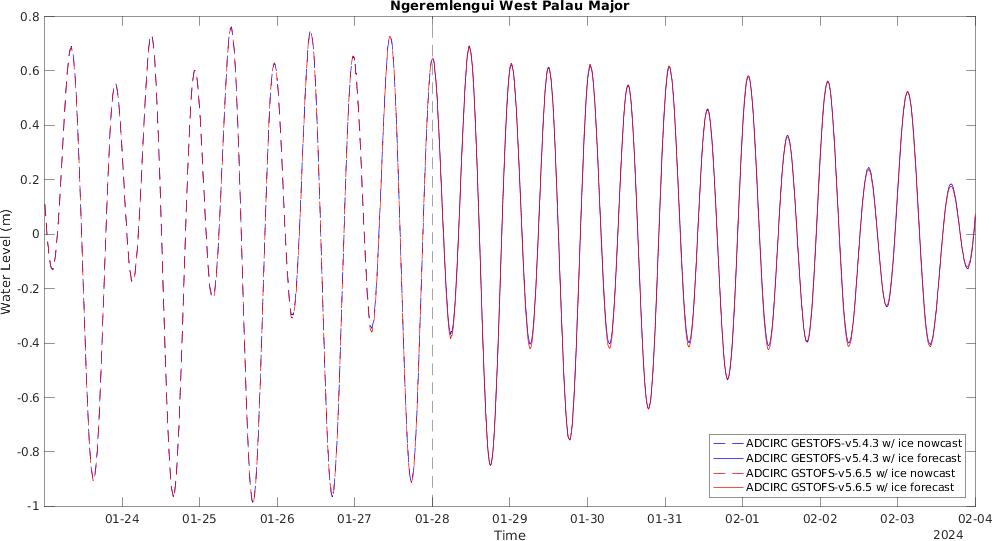 Ngeremlengui West Palau Major
0.8
0.6
0.4
0.2
0
-0.2
-0.4
-0.6
-0.8
-1
Water Level (m)
ADCIRC GESTOFS-v5.4.3 w/ ice nowcast
ADCIRC GESTOFS-v5.4.3 w/ ice forecast
ADCIRC GSTOFS-v5.6.5 w/ ice nowcast
ADCIRC GSTOFS-v5.6.5 w/ ice forecast
01-24 01-25 01-26 01-27 01-28 01-29 01-30 01-31 02-01 02-02 02-03 02-04
Time
2024